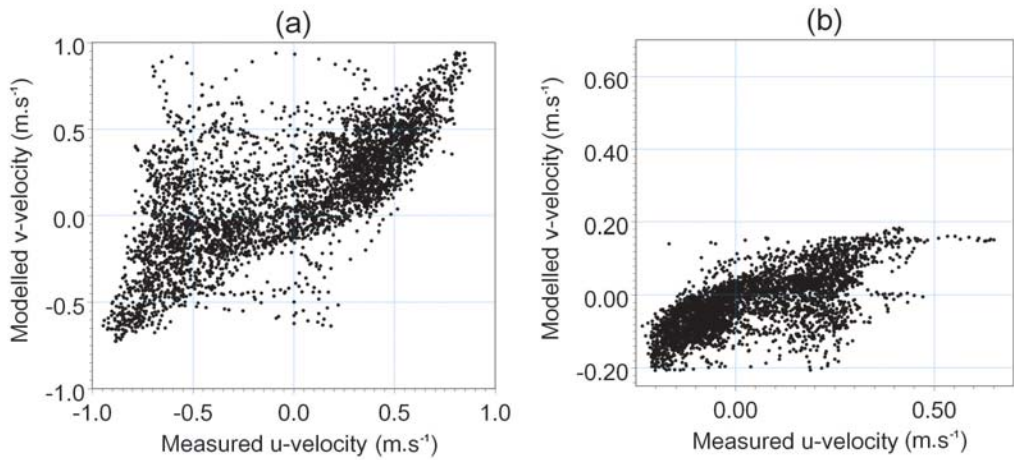 (a)
Modelled v-velocity (m.s⁻¹)
1.0
0.5
0.0
-0.5
-1.0
-1.0 -0.5 0.0 0.5 1.0
Measured u-velocity (m.s⁻¹)
(b)
Modelled v-velocity (m.s⁻¹)
0.60
0.40
0.20
0.00
-0.20
0.00 0.50
Measured u-velocity (m.s⁻¹)